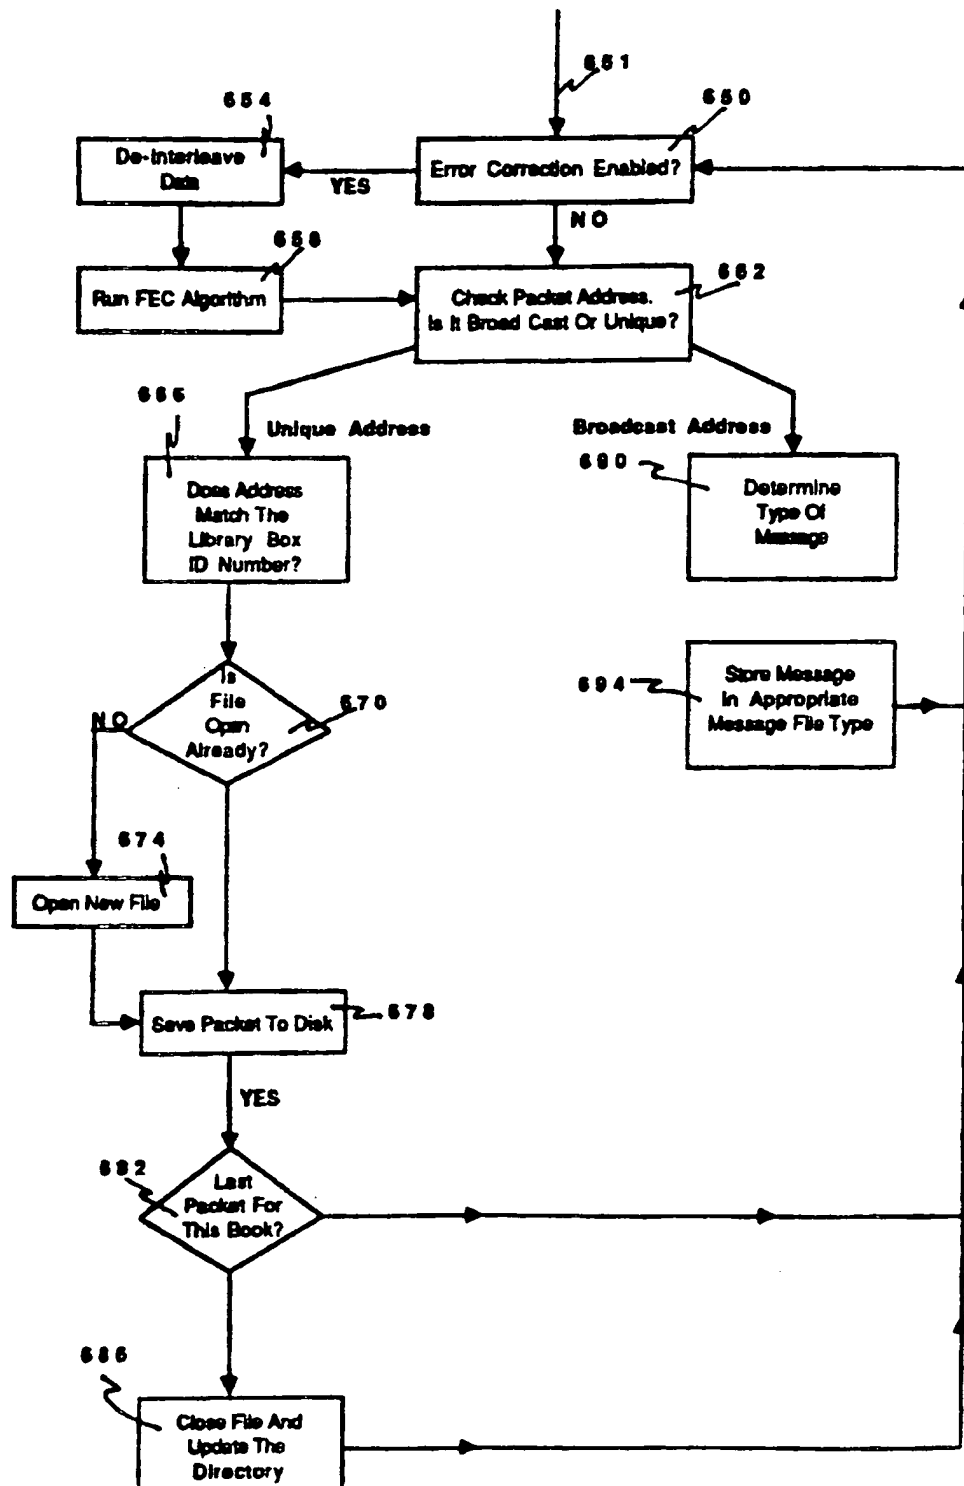 651
654
650
De-Interleave
Data
Error Correction Enabled?
YES
NO
658
662
Run FEC Algorithm
Check Packet Address.
Is It Broad Cast Or Unique?
666
Unique Address
Broadcast Address
690
Does Address
Match The
Library Box
ID Number?
Determine
Type Of
Message
Is
File
Open
Already?
NO
670
694
Store Message
In Appropriate
Message File Type
674
Open New File
Save Packet To Disk
678
YES
682
Last
Packet For
This Book?
686
Close File And
Update The
Directory